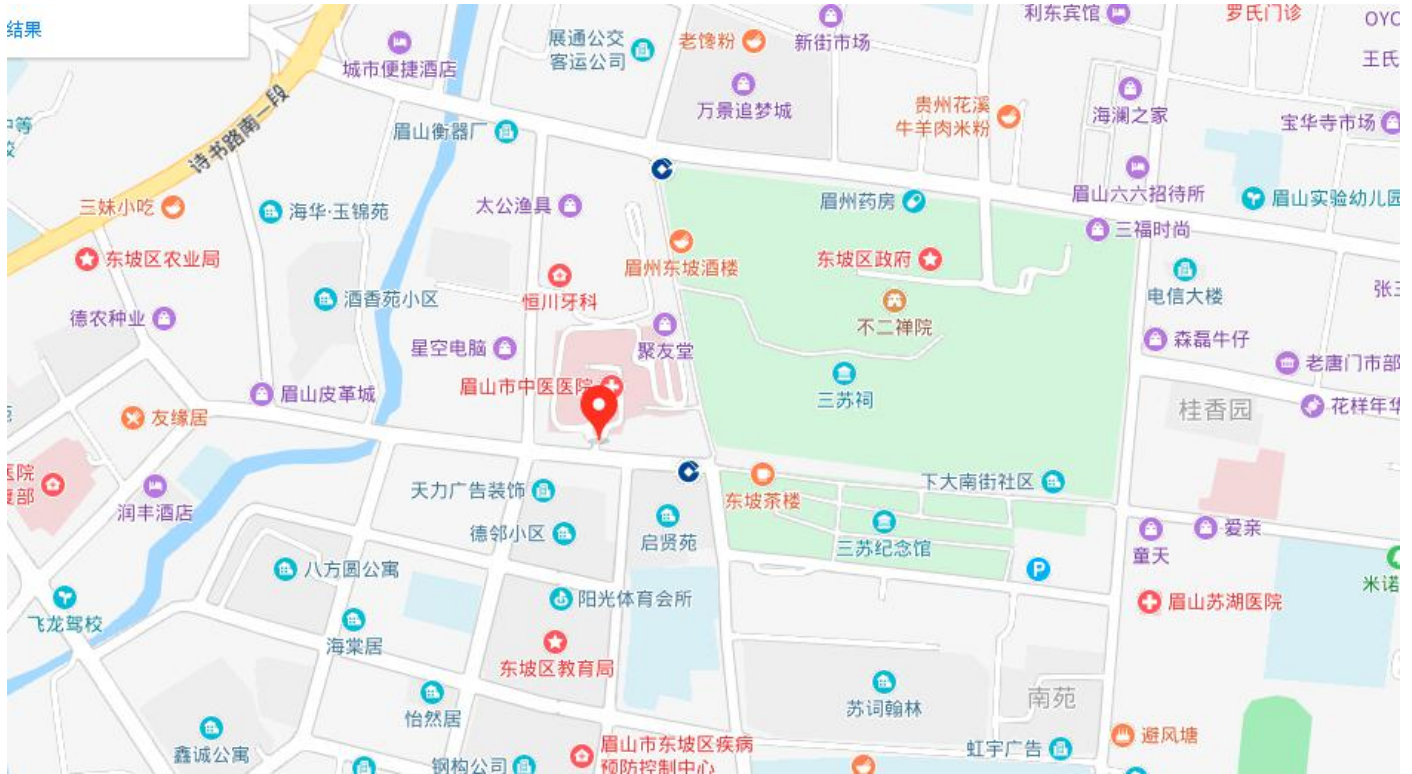 结果
利东宾馆
罗氏门诊
OYO
展通公交
客运公司
老馋粉
新街市场
王氏
城市便捷酒店
万景追梦城
贵州花溪
牛羊肉米粉
海澜之家
宝华寺市场
眉山衡器厂
诗书路南一段
三妹小吃
海华·玉锦苑
太公渔具
眉州药房
眉山六六招待所
眉山实验幼儿园
三福时尚
东坡区农业局
眉州东坡酒楼
东坡区政府
酒香苑小区
恒川牙科
不二禅院
电信大楼
德农种业
星空电脑
聚友堂
森磊牛仔
老唐门市部
眉山市中医医院
三苏祠
眉山皮革城
桂香园
花样年华
友缘居
医院
润丰酒店
天力广告装饰
东坡茶楼
下大南街社区
德邻小区
启贤苑
三苏纪念馆
童天
爱亲
八方圆公寓
P
米诺
飞龙驾校
阳光体育会所
眉山苏湖医院
海棠居
东坡区教育局
怡然居
苏词翰林
南苑
鑫诚公寓
钢构公司
眉山市东坡区疾病
预防控制中心
虹宇广告
避风塘